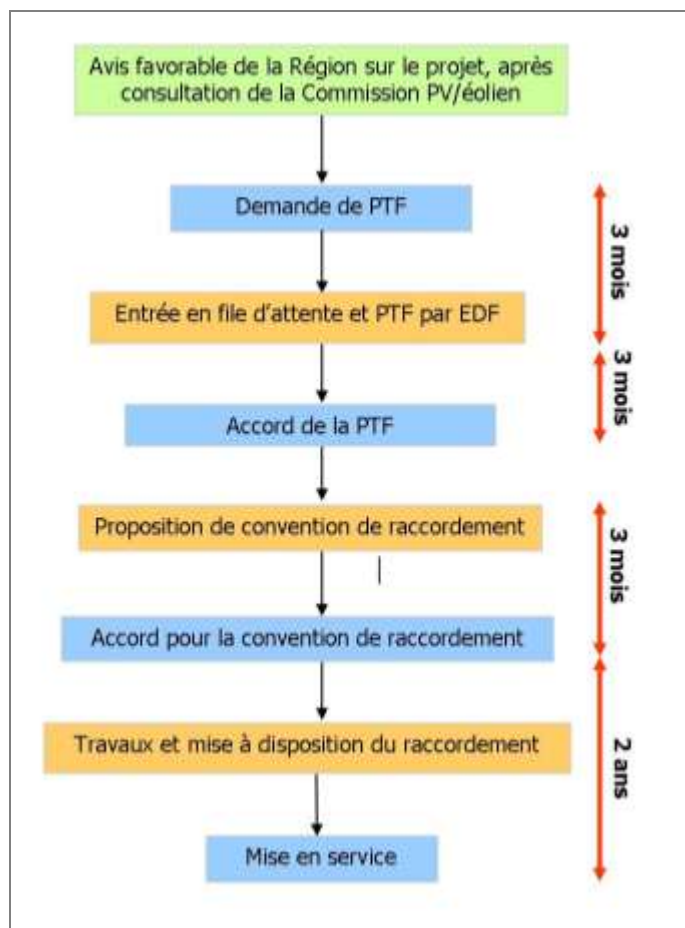 Avis favorable de la Région sur le projet, après
consultation de la Commission PV/éolien
Demande de PTF
3 mois
Entrée en file d'attente et PTF par EDF
3 mois
Accord de la PTF
Proposition de convention de raccordement
3 mois
Accord pour la convention de raccordement
Travaux et mise à disposition du raccordement
2 ans
Mise en service